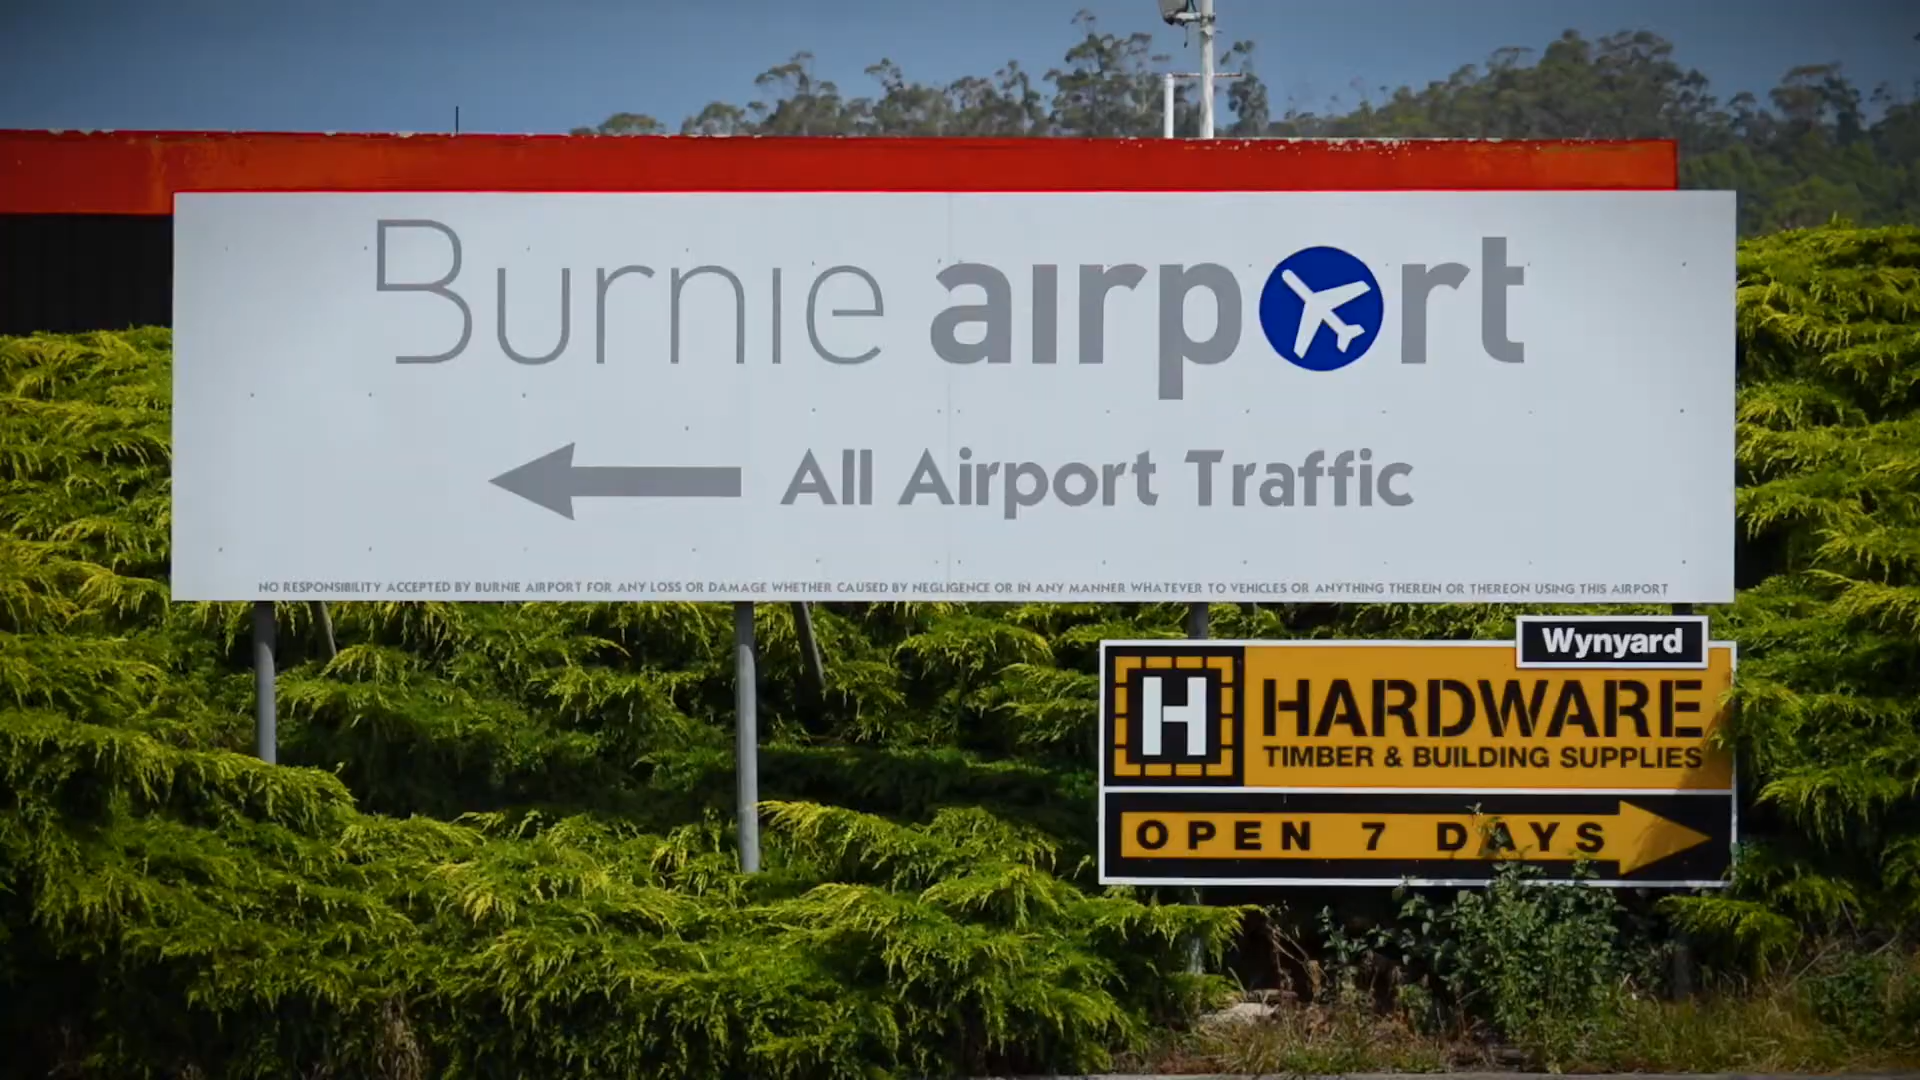 Burnie airport
All Airport Traffic
NO RESPONSIBILITY ACCEPTED BY BURNIE AIRPORT FOR ANY LOSS OR DAMAGE WHETHER CAUSED BY NEGLIGENCE OR IN ANY MANNER WHATEVER TO VEHICLES OR ANYTHING THEREIN OR THEREON USING THIS AIRPORT
Wynyard
H HARDWARE
TIMBER & BUILDING SUPPLIES
OPEN 7 DAYS